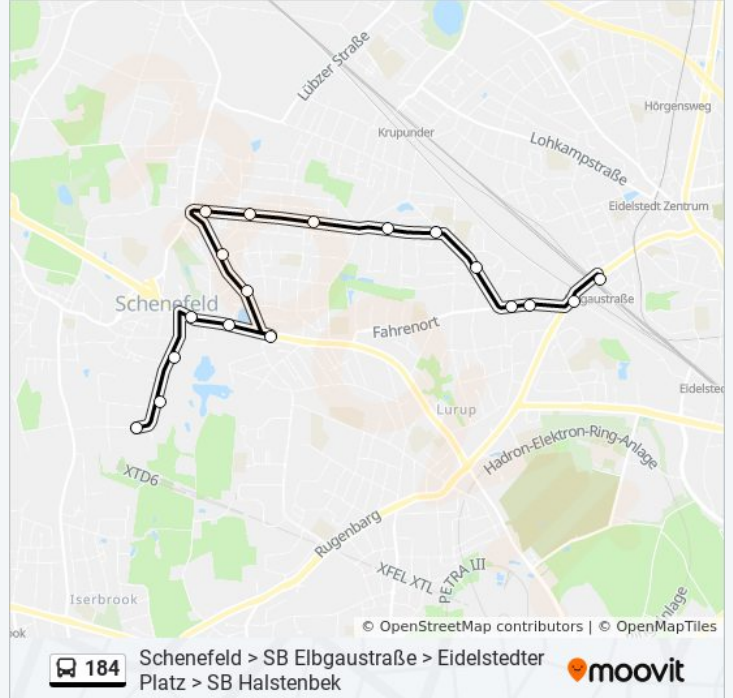 Lübzer Straße
Hörgensweg
Krupunder
Lohkampstraße
Eidelstedt Zentrum
Schenefeld
gaustraße
Fahrenort
Eidelsted
Lurup
Hadron-Elektron-Ring-Anlage
XTD6
Rugenbarg
XFEL XTL
PETRA III
Iserbrook
© OpenStreetMap contributors | © OpenMapTiles
184
Schenefeld > SB Elbgaustraße > Eidelstedter
Platz > SB Halstenbek
moovit